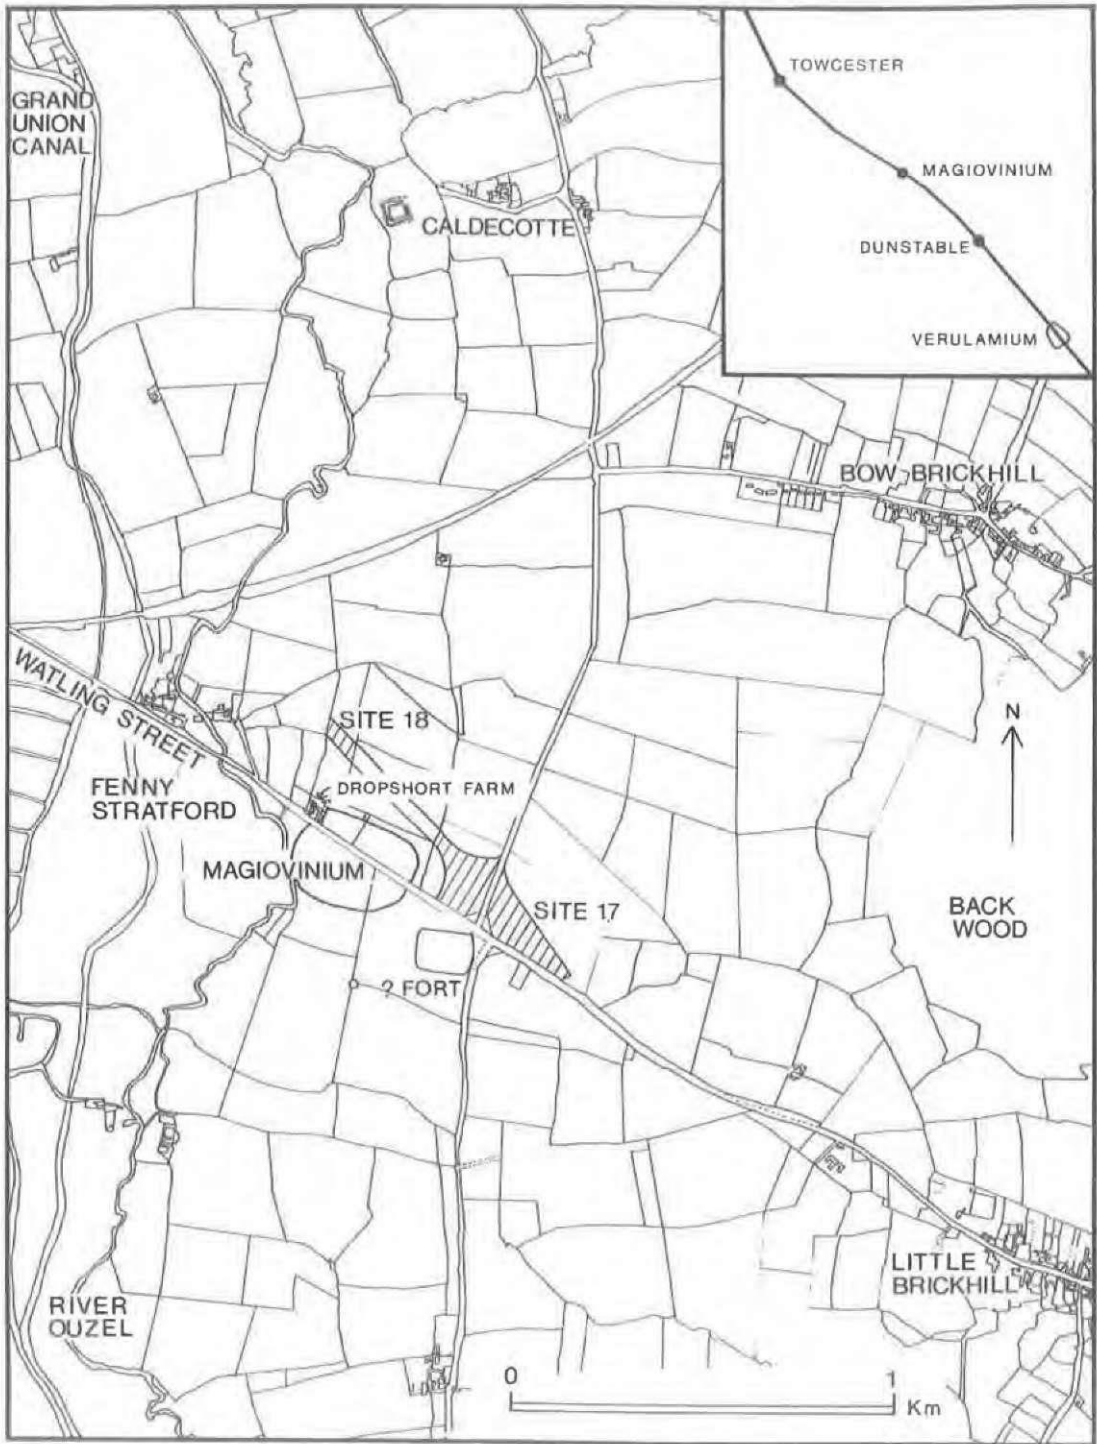 GRAND
UNION
CANAL
TOWCESTER
MAGIOVINIUM
DUNSTABLE
VERULAMIUM
CALDECOTTE
BOW BRICKHILL
WATLING STREET
SITE 18
N
DROPSHORT FARM
FENNY
STRATFORD
MAGIOVINIUM
SITE 17
BACK
WOOD
? FORT
LITTLE
BRICKHILL
RIVER
OUZEL
0 1
Km